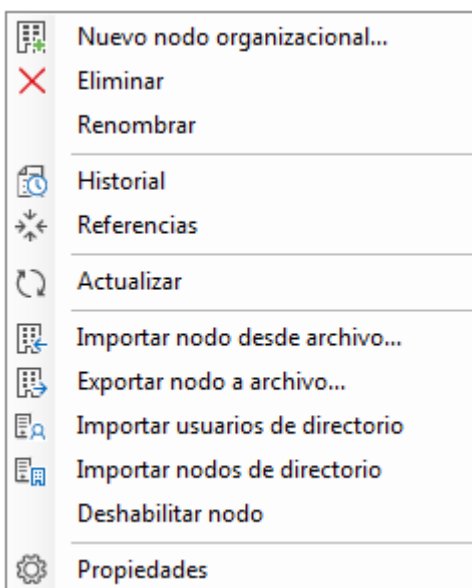 Nuevo nodo organizacional...
Eliminar
Renombrar
Historial
Referencias
Actualizar
Importar nodo desde archivo...
Exportar nodo a archivo...
Importar usuarios de directorio
Importar nodos de directorio
Deshabilitar nodo
Propiedades